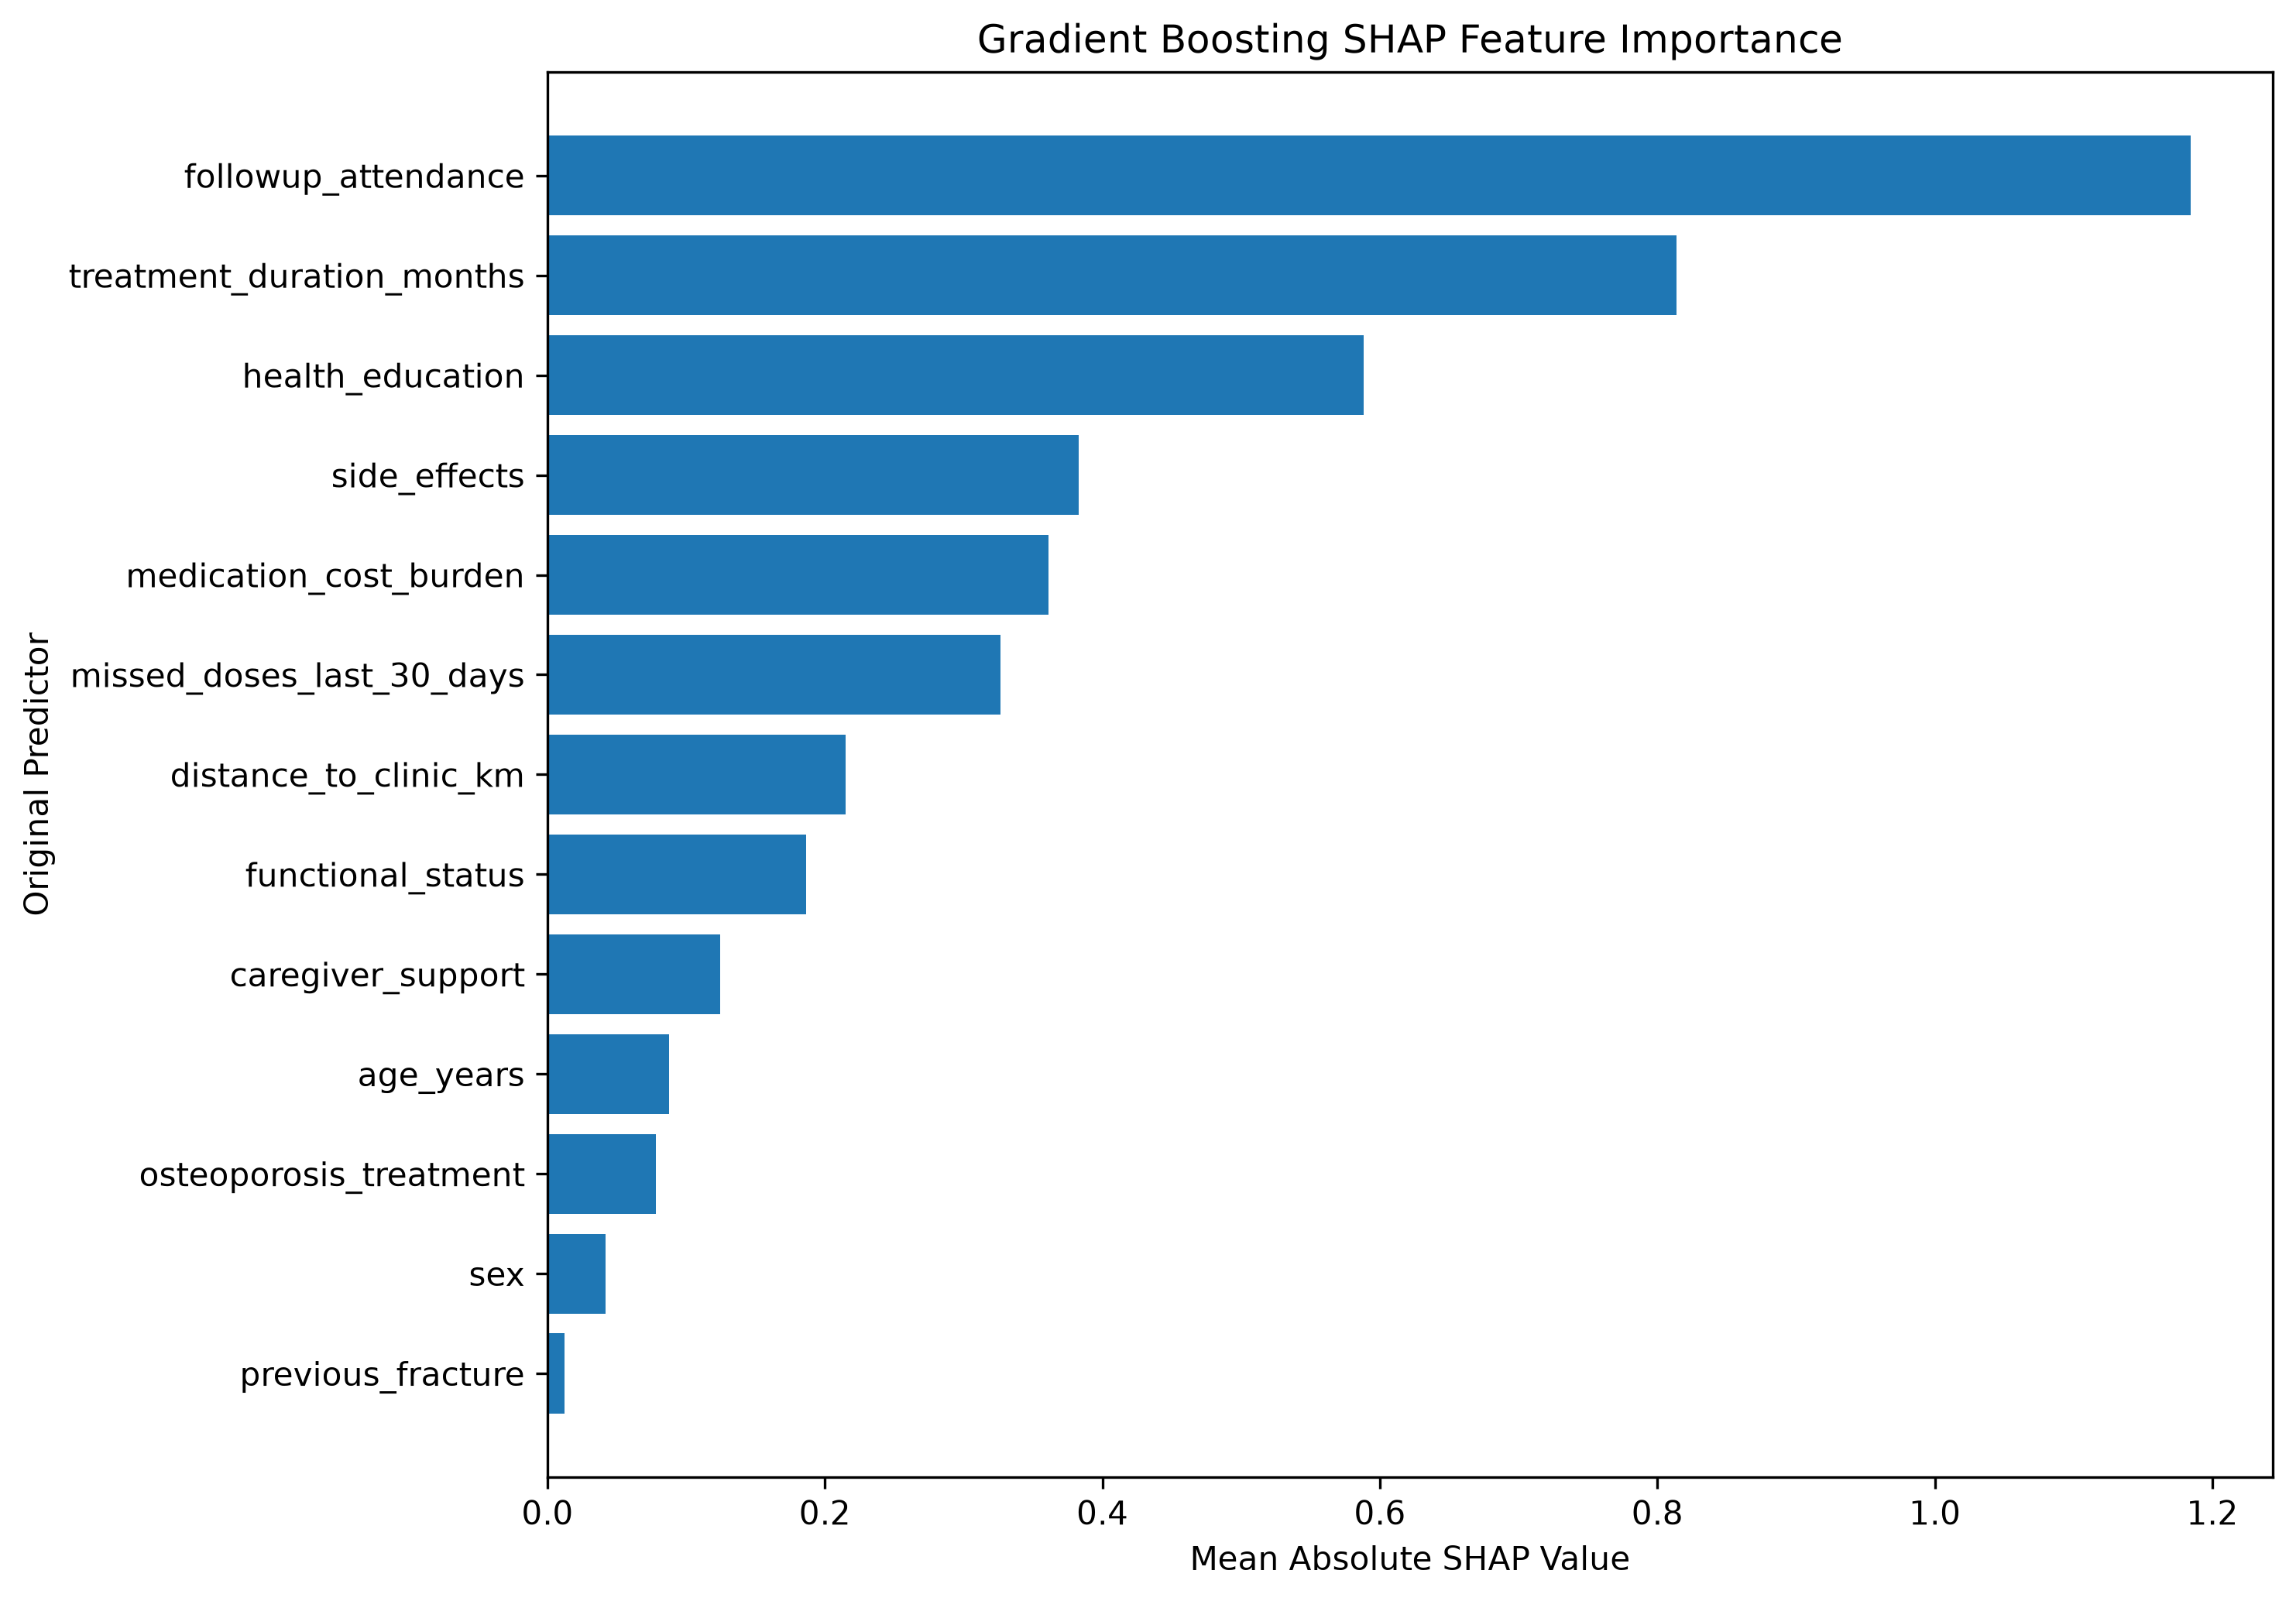 Gradient Boosting SHAP Feature Importance
followup_attendance
treatment_duration_months
health_education
side_effects
medication_cost_burden
missed_doses_last_30_days
distance_to_clinic_km
functional_status
caregiver_support
age_years
osteoporosis_treatment
sex
previous_fracture
Original Predictor
0.0 0.2 0.4 0.6 0.8 1.0 1.2
Mean Absolute SHAP Value